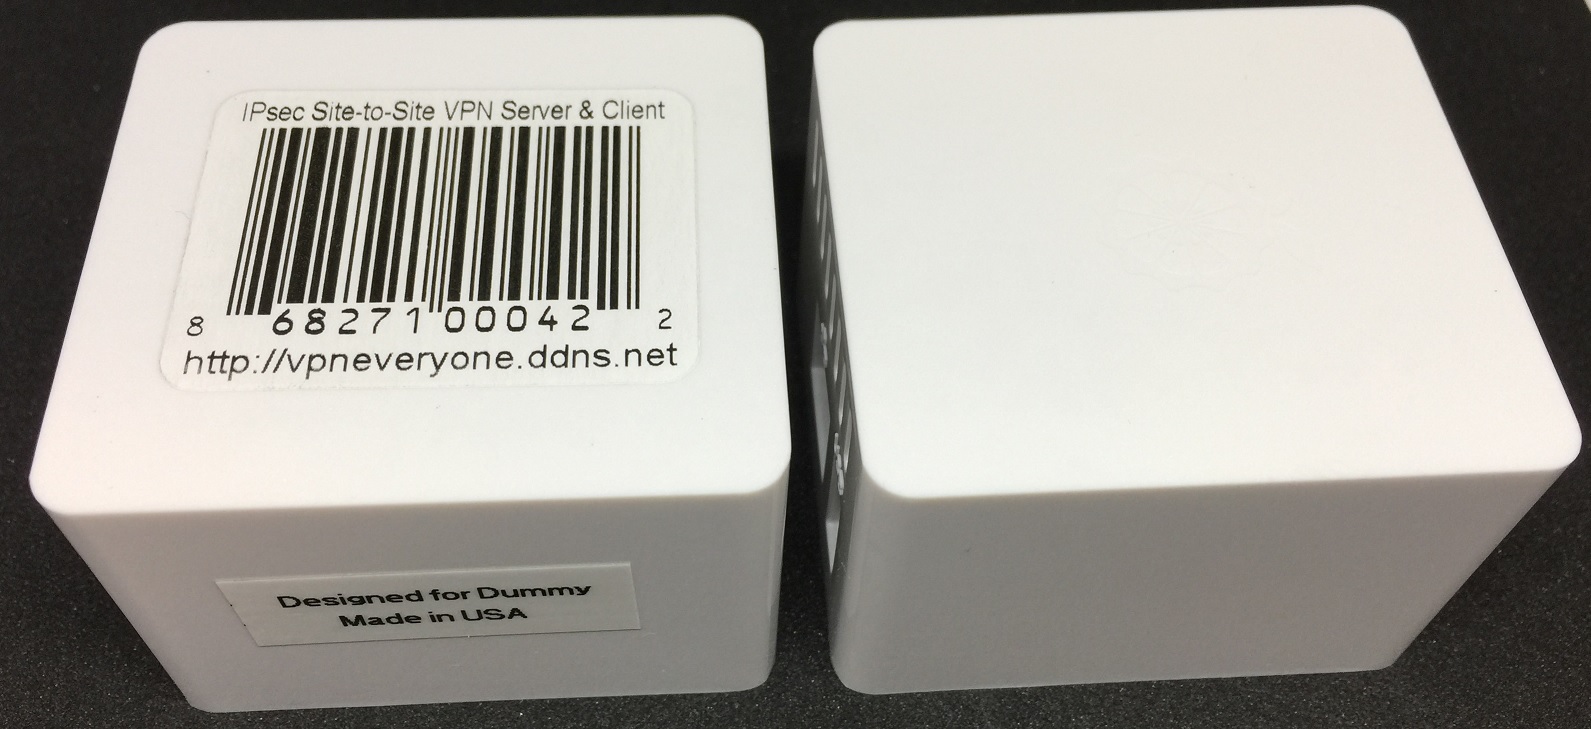 IPsec Site-to-Site VPN Server & Client
8 68271 00042 2
http://vpneveryone.ddns.net
Designed for Dummy
Made in USA